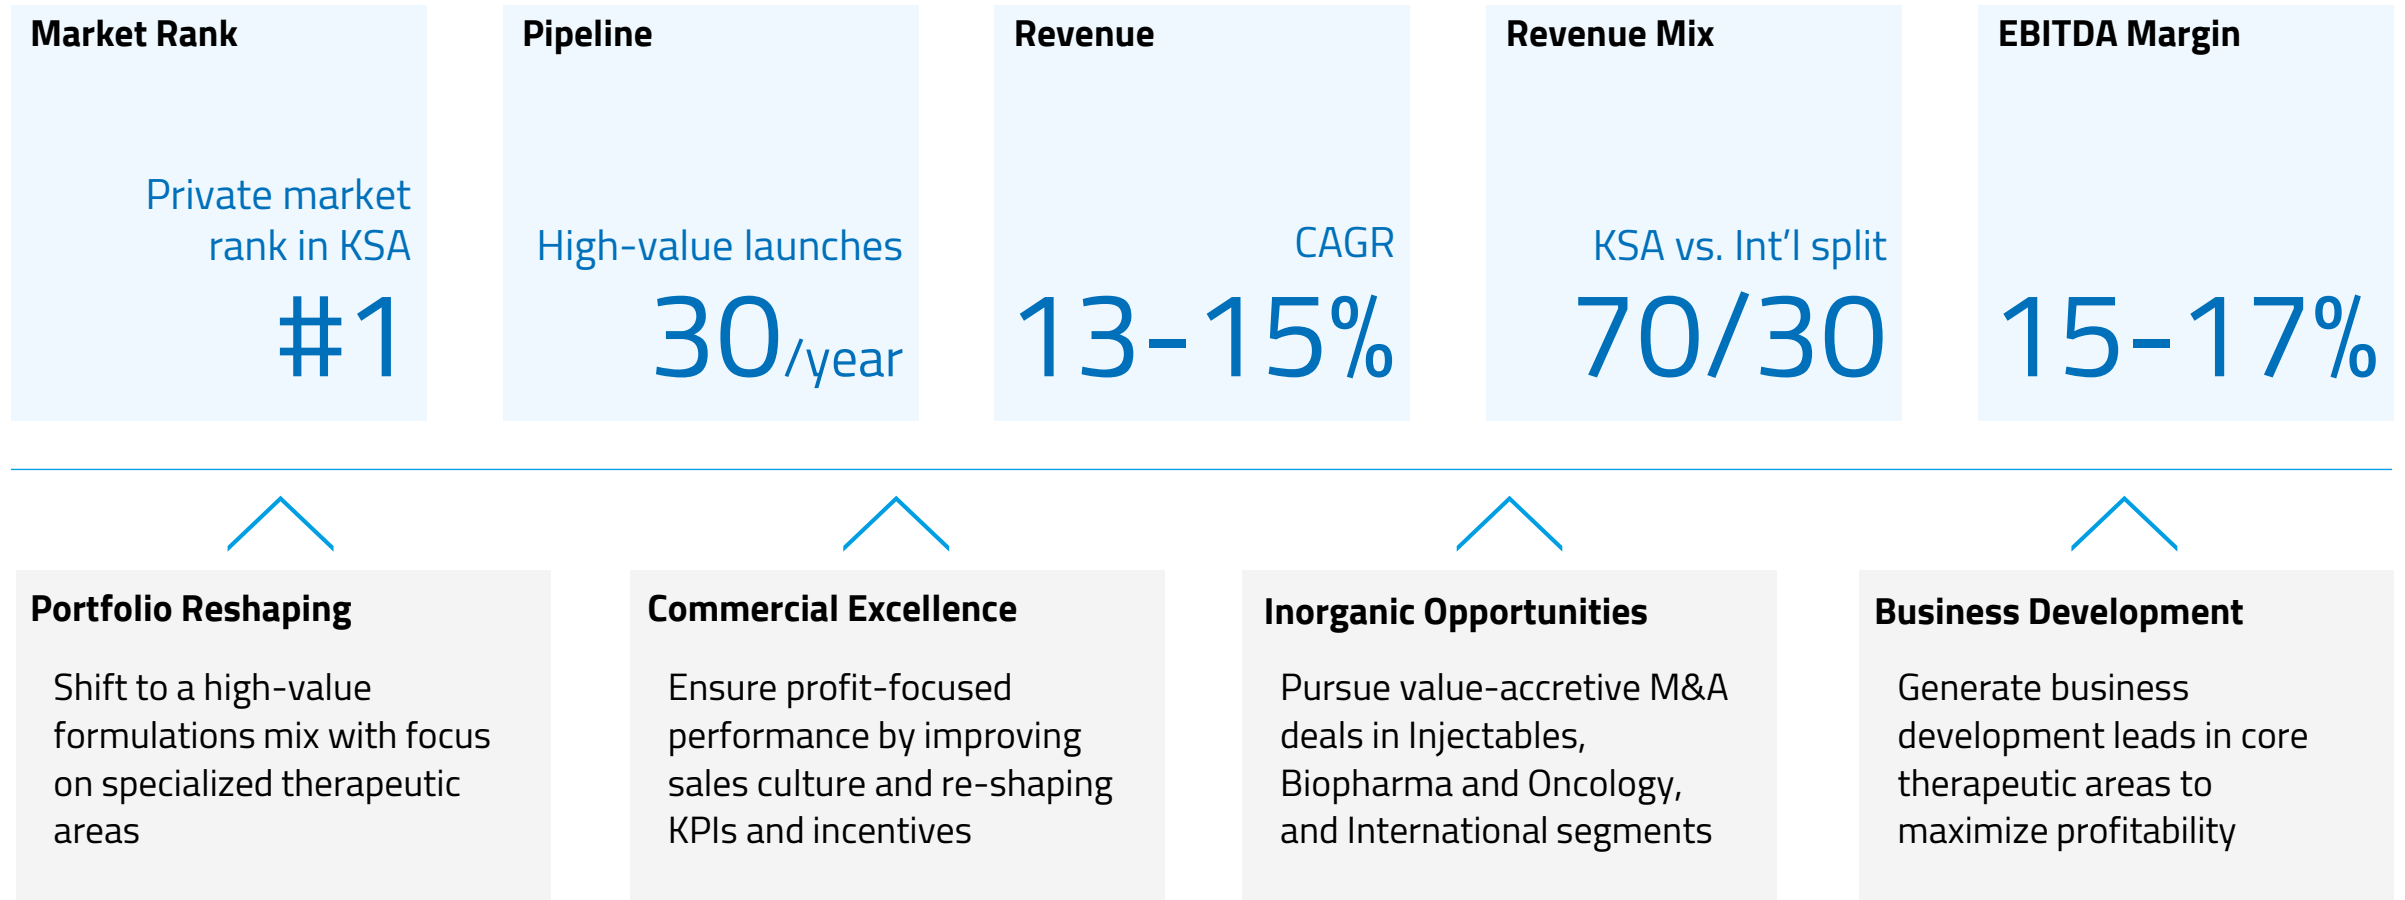 Market Rank
Private market
rank in KSA
#1
Pipeline
High-value launches
30/year
Revenue
CAGR
13-15%
Revenue Mix
KSA vs. Int’l split
70/30
EBITDA Margin
15-17%
Portfolio Reshaping
Shift to a high-value
formulations mix with focus
on specialized therapeutic
areas
Commercial Excellence
Ensure profit-focused
performance by improving
sales culture and re-shaping
KPIs and incentives
Inorganic Opportunities
Pursue value-accretive M&A
deals in Injectables,
Biopharma and Oncology,
and International segments
Business Development
Generate business
development leads in core
therapeutic areas to
maximize profitability